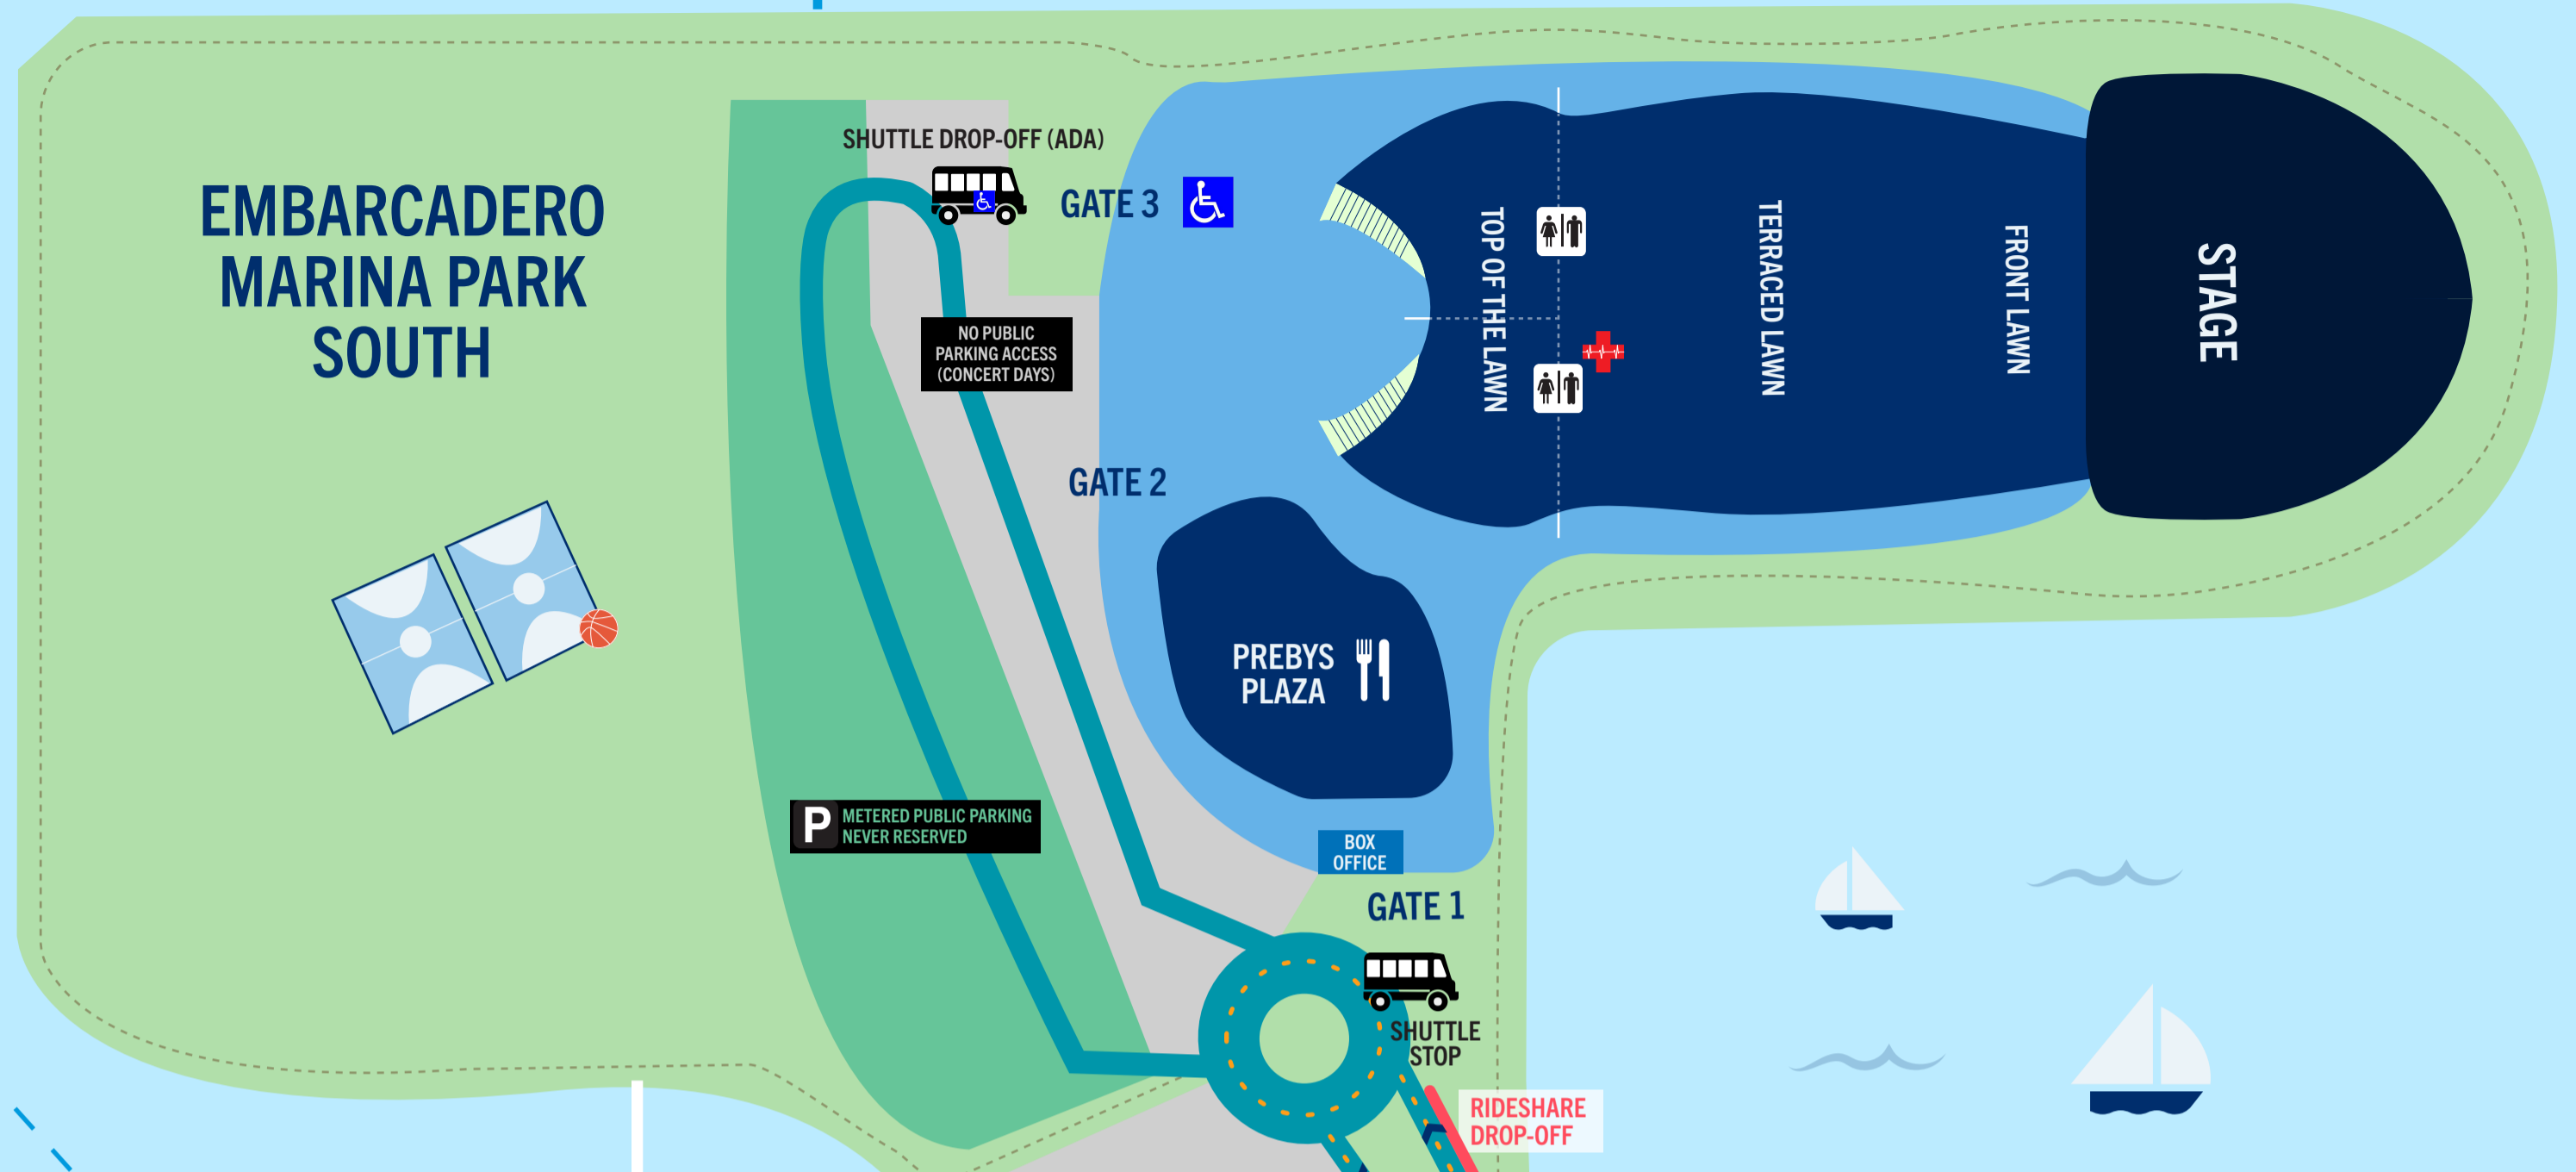 EMBARCADERO
MARINA PARK
SOUTH
SHUTTLE DROP-OFF (ADA)
GATE 3
NO PUBLIC
PARKING ACCESS
(CONCERT DAYS)
GATE 2
TOP OF THE LAWN
TERRACED LAWN
FRONT LAWN
STAGE
PREBYS
PLAZA
P
METERED PUBLIC PARKING
NEVER RESERVED
BOX
OFFICE
GATE 1
SHUTTLE
STOP
RIDESHARE
DROP-OFF